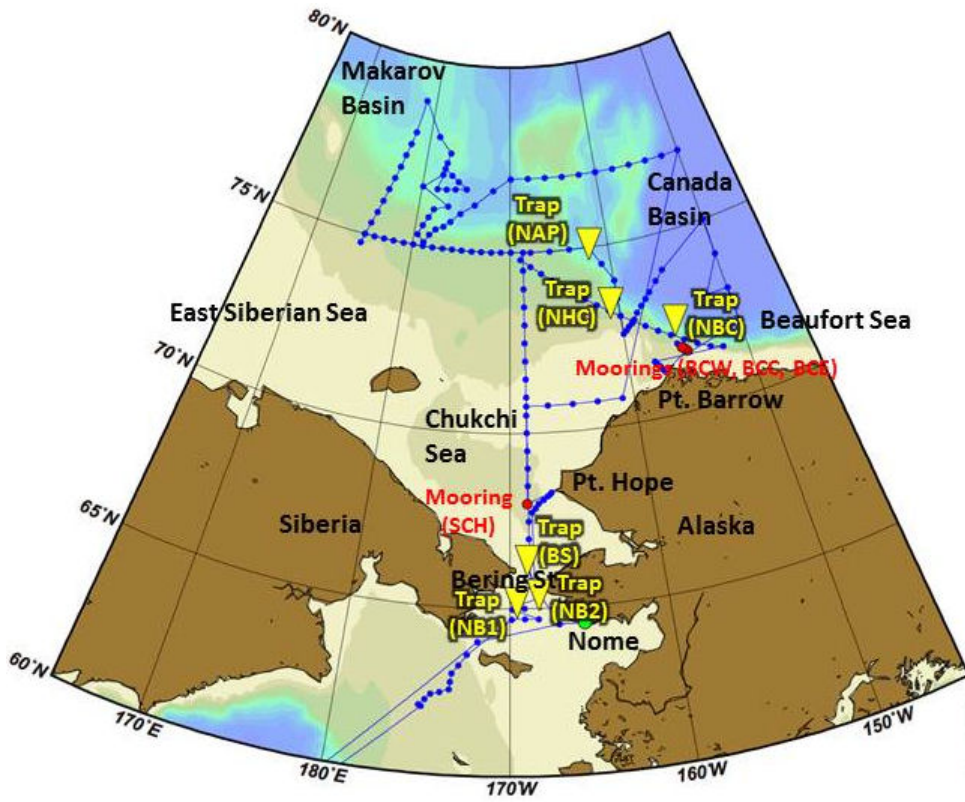 80°N
Makarov
Basin
75°N
Canada
Basin
Trap
(NAP)
Trap
(NHC)
Trap
(NBC)
East Siberian Sea
Beaufort Sea
70°N
Moorings (BCW, BCC, BCE)
Pt. Barrow
Chukchi
Sea
Pt. Hope
Mooring
(SCH)
65°N
Siberia
Alaska
Trap
(BS)
Bering St
Trap
(NB1)
Trap
(NB2)
Nome
60°N
170°E
180°E
170°W
160°W
150°W